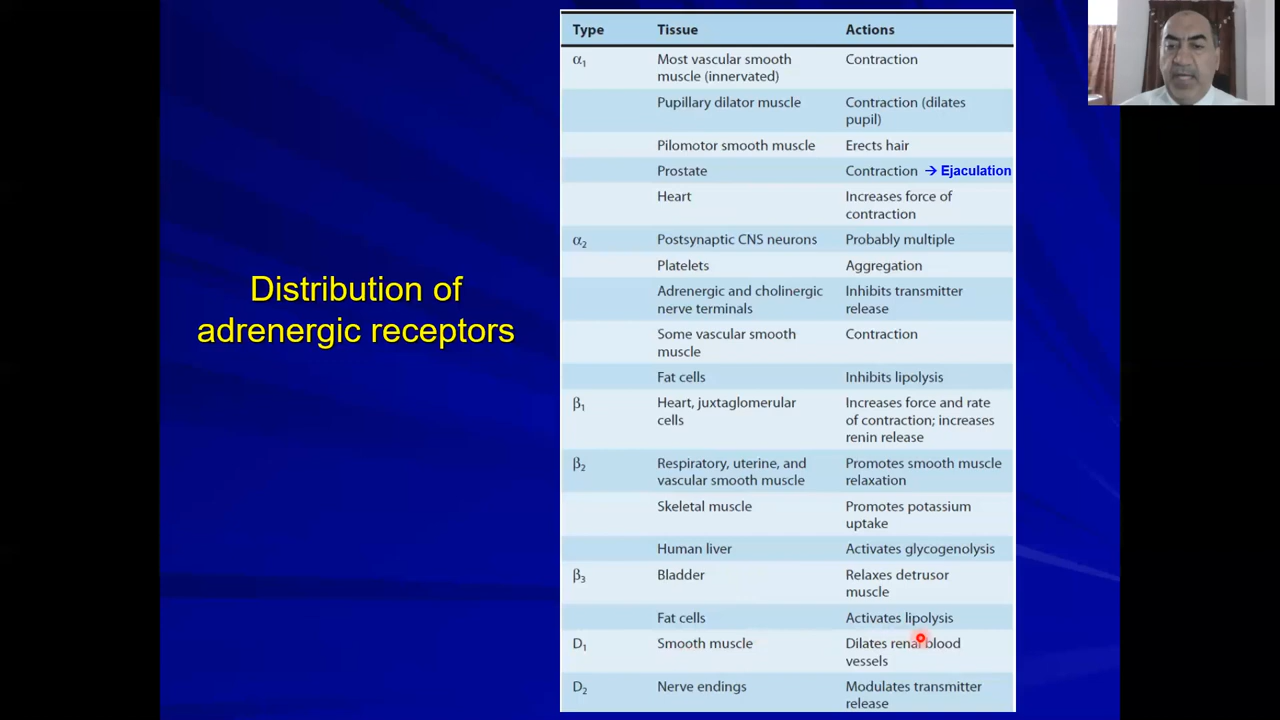 Distribution of
adrenergic receptors
Type Tissue Actions
α1 Most vascular smooth muscle (innervated) Contraction
Pupillary dilator muscle Contraction (dilates pupil)
Pilomotor smooth muscle Erects hair
Prostate Contraction → Ejaculation
Heart Increases force of contraction
α2 Postsynaptic CNS neurons Probably multiple
Platelets Aggregation
Adrenergic and cholinergic nerve terminals Inhibits transmitter release
Some vascular smooth muscle Contraction
Fat cells Inhibits lipolysis
β1 Heart, juxtaglomerular cells Increases force and rate of contraction; increases renin release
β2 Respiratory, uterine, and vascular smooth muscle Promotes smooth muscle relaxation
Skeletal muscle Promotes potassium uptake
Human liver Activates glycogenolysis
β3 Bladder Relaxes detrusor muscle
Fat cells Activates lipolysis
D1 Smooth muscle Dilates renal blood vessels
D2 Nerve endings Modulates transmitter release